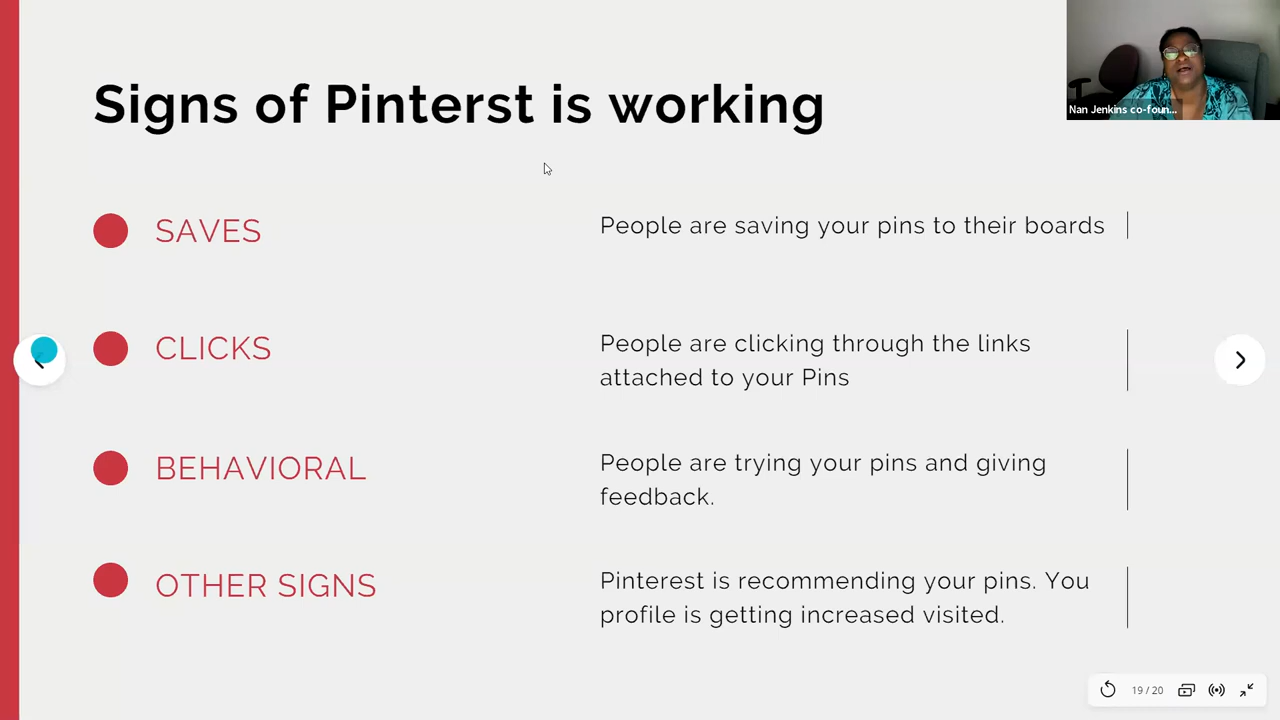 Signs of Pinterst is working
Nan Jenkins co-foun...
SAVES
People are saving your pins to their boards
CLICKS
People are clicking through the links
attached to your Pins
BEHAVIORAL
People are trying your pins and giving
feedback.
OTHER SIGNS
Pinterest is recommending your pins. You
profile is getting increased visited.
19 / 20